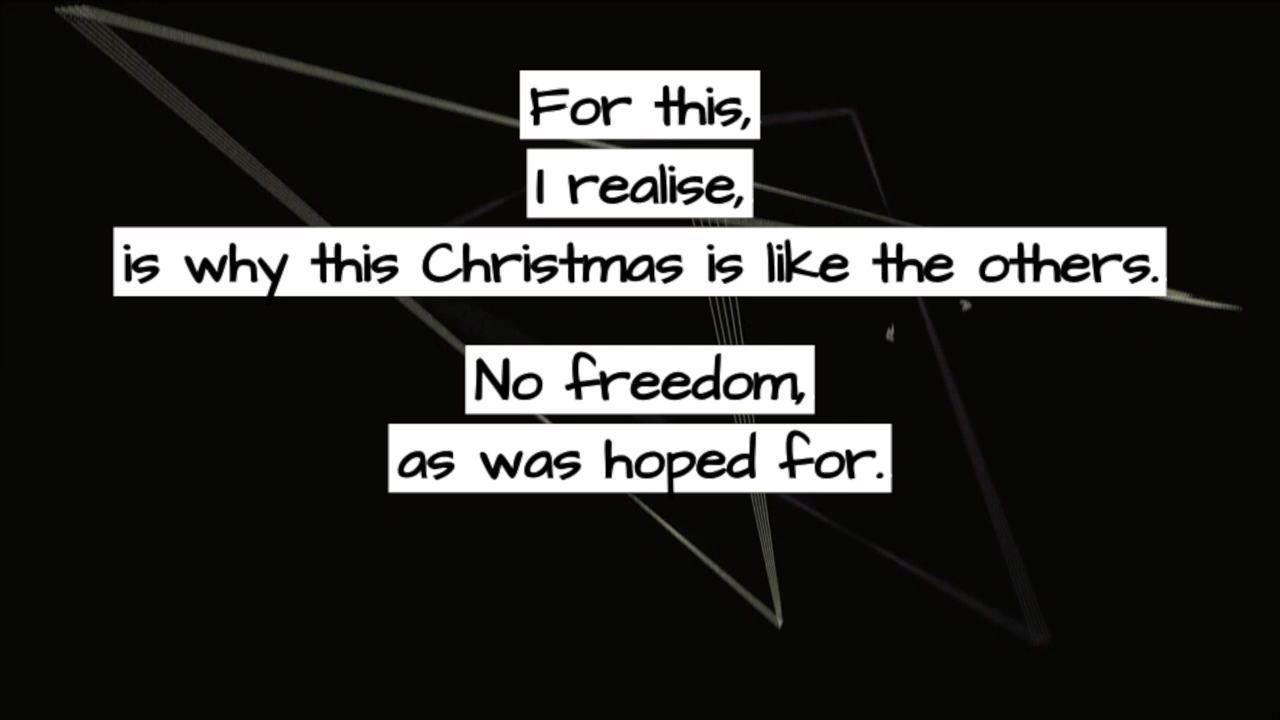 For this,
I realise,
is why this Christmas is like the others.
No freedom,
as was hoped for.